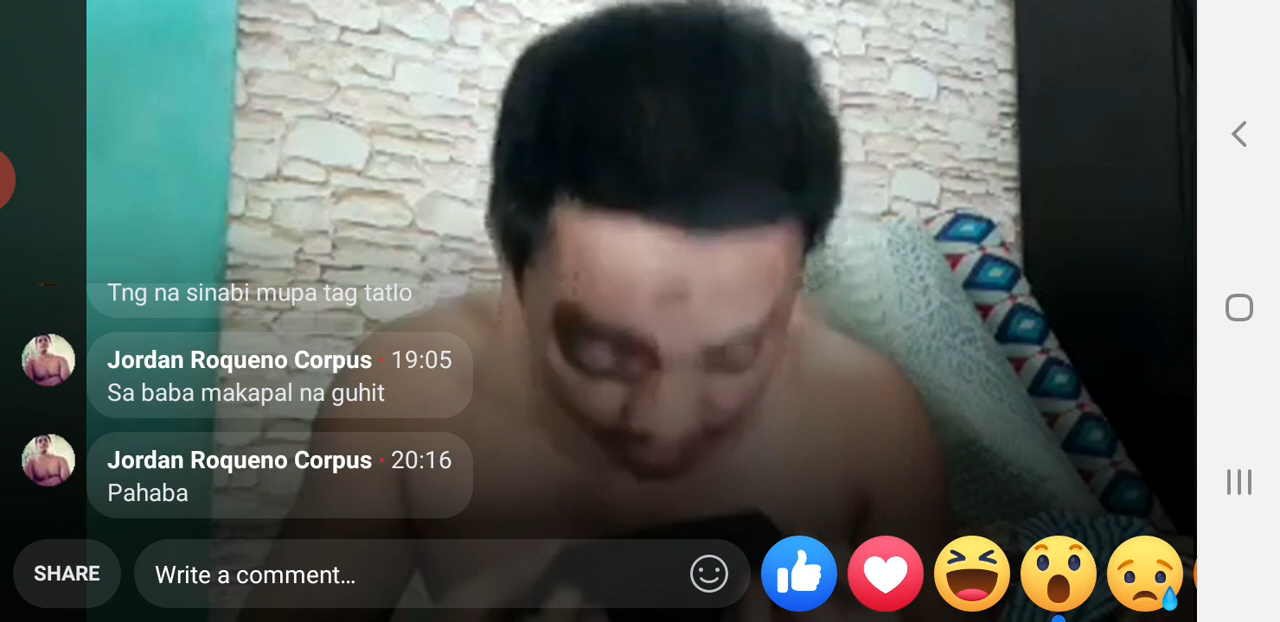 Tng na sinabi mupa tag tatlo
Jordan Roqueno Corpus · 19:05
Sa baba makapal na guhit
Jordan Roqueno Corpus · 20:16
Pahaba
SHARE
Write a comment...